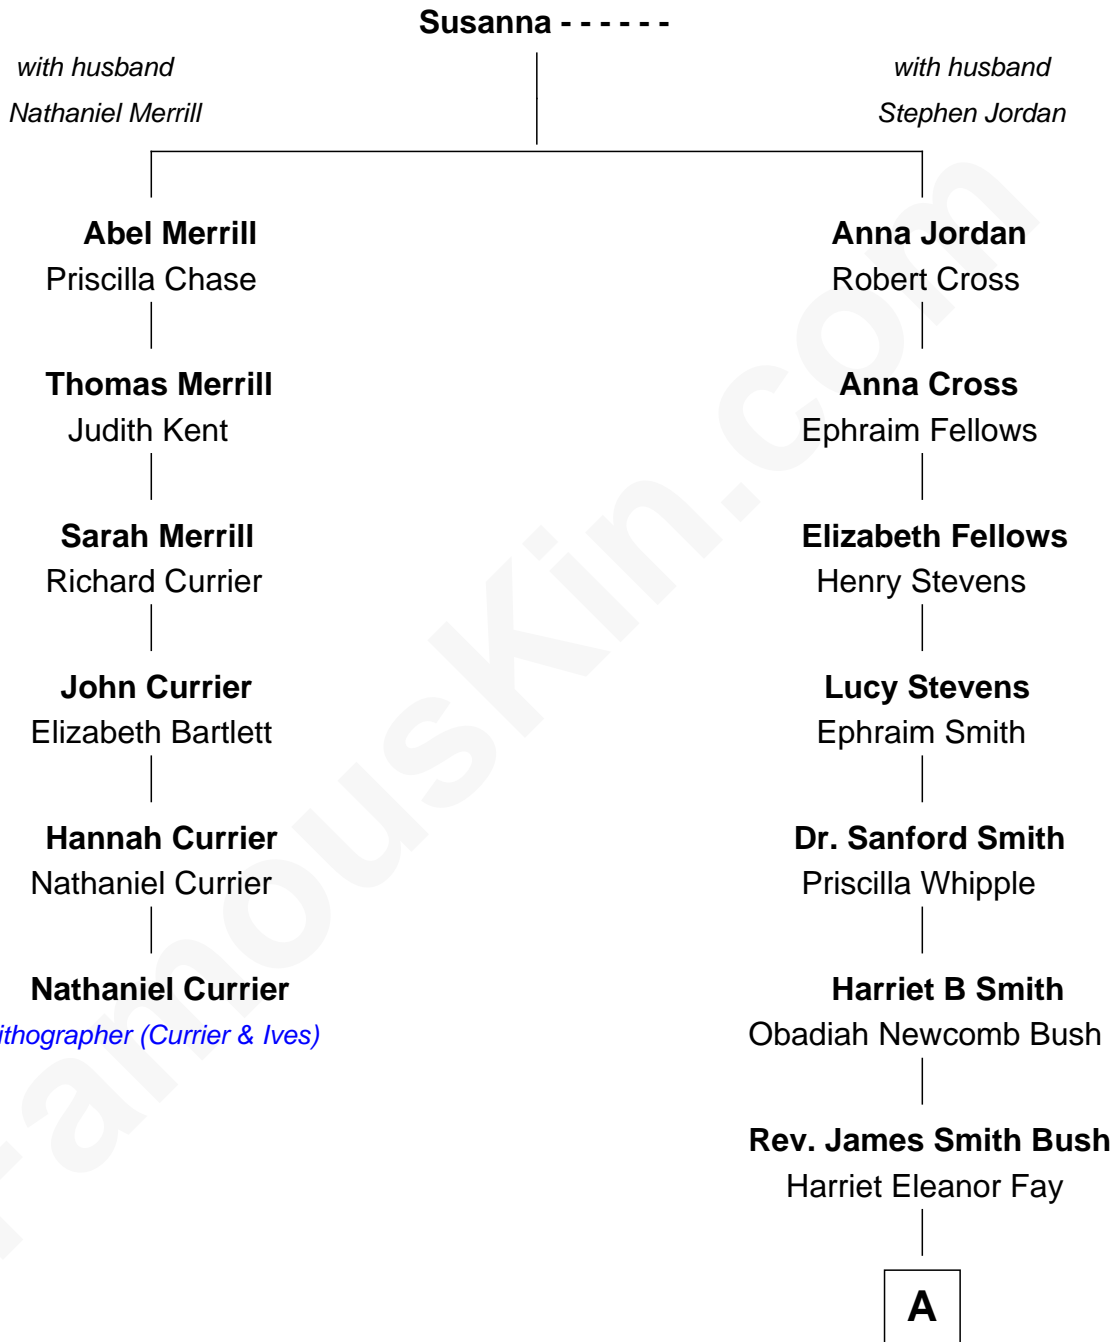 Susanna - - - - - -
with husband
Nathaniel Merrill
with husband
Stephen Jordan
Abel Merrill
Priscilla Chase
Anna Jordan
Robert Cross
Thomas Merrill
Judith Kent
Anna Cross
Ephraim Fellows
Sarah Merrill
Richard Currier
Elizabeth Fellows
Henry Stevens
John Currier
Elizabeth Bartlett
Lucy Stevens
Ephraim Smith
Hannah Currier
Nathaniel Currier
Dr. Sanford Smith
Priscilla Whipple
Nathaniel Currier
ithographer (Currier & Ives)
Harriet B Smith
Obadiah Newcomb Bush
Rev. James Smith Bush
Harriet Eleanor Fay
A
FamousKin.com